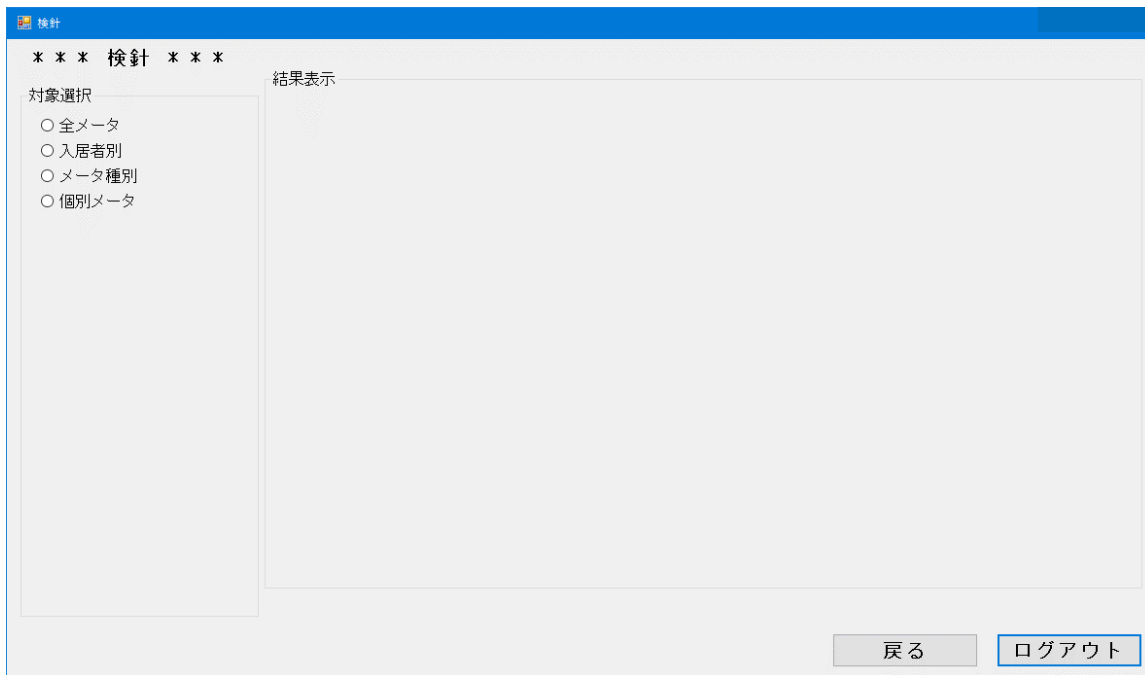 検針
* * * 検針 * * *
対象選択
全メータ
入居者別
メータ種別
個別メータ
結果表示
戻る
ログアウト